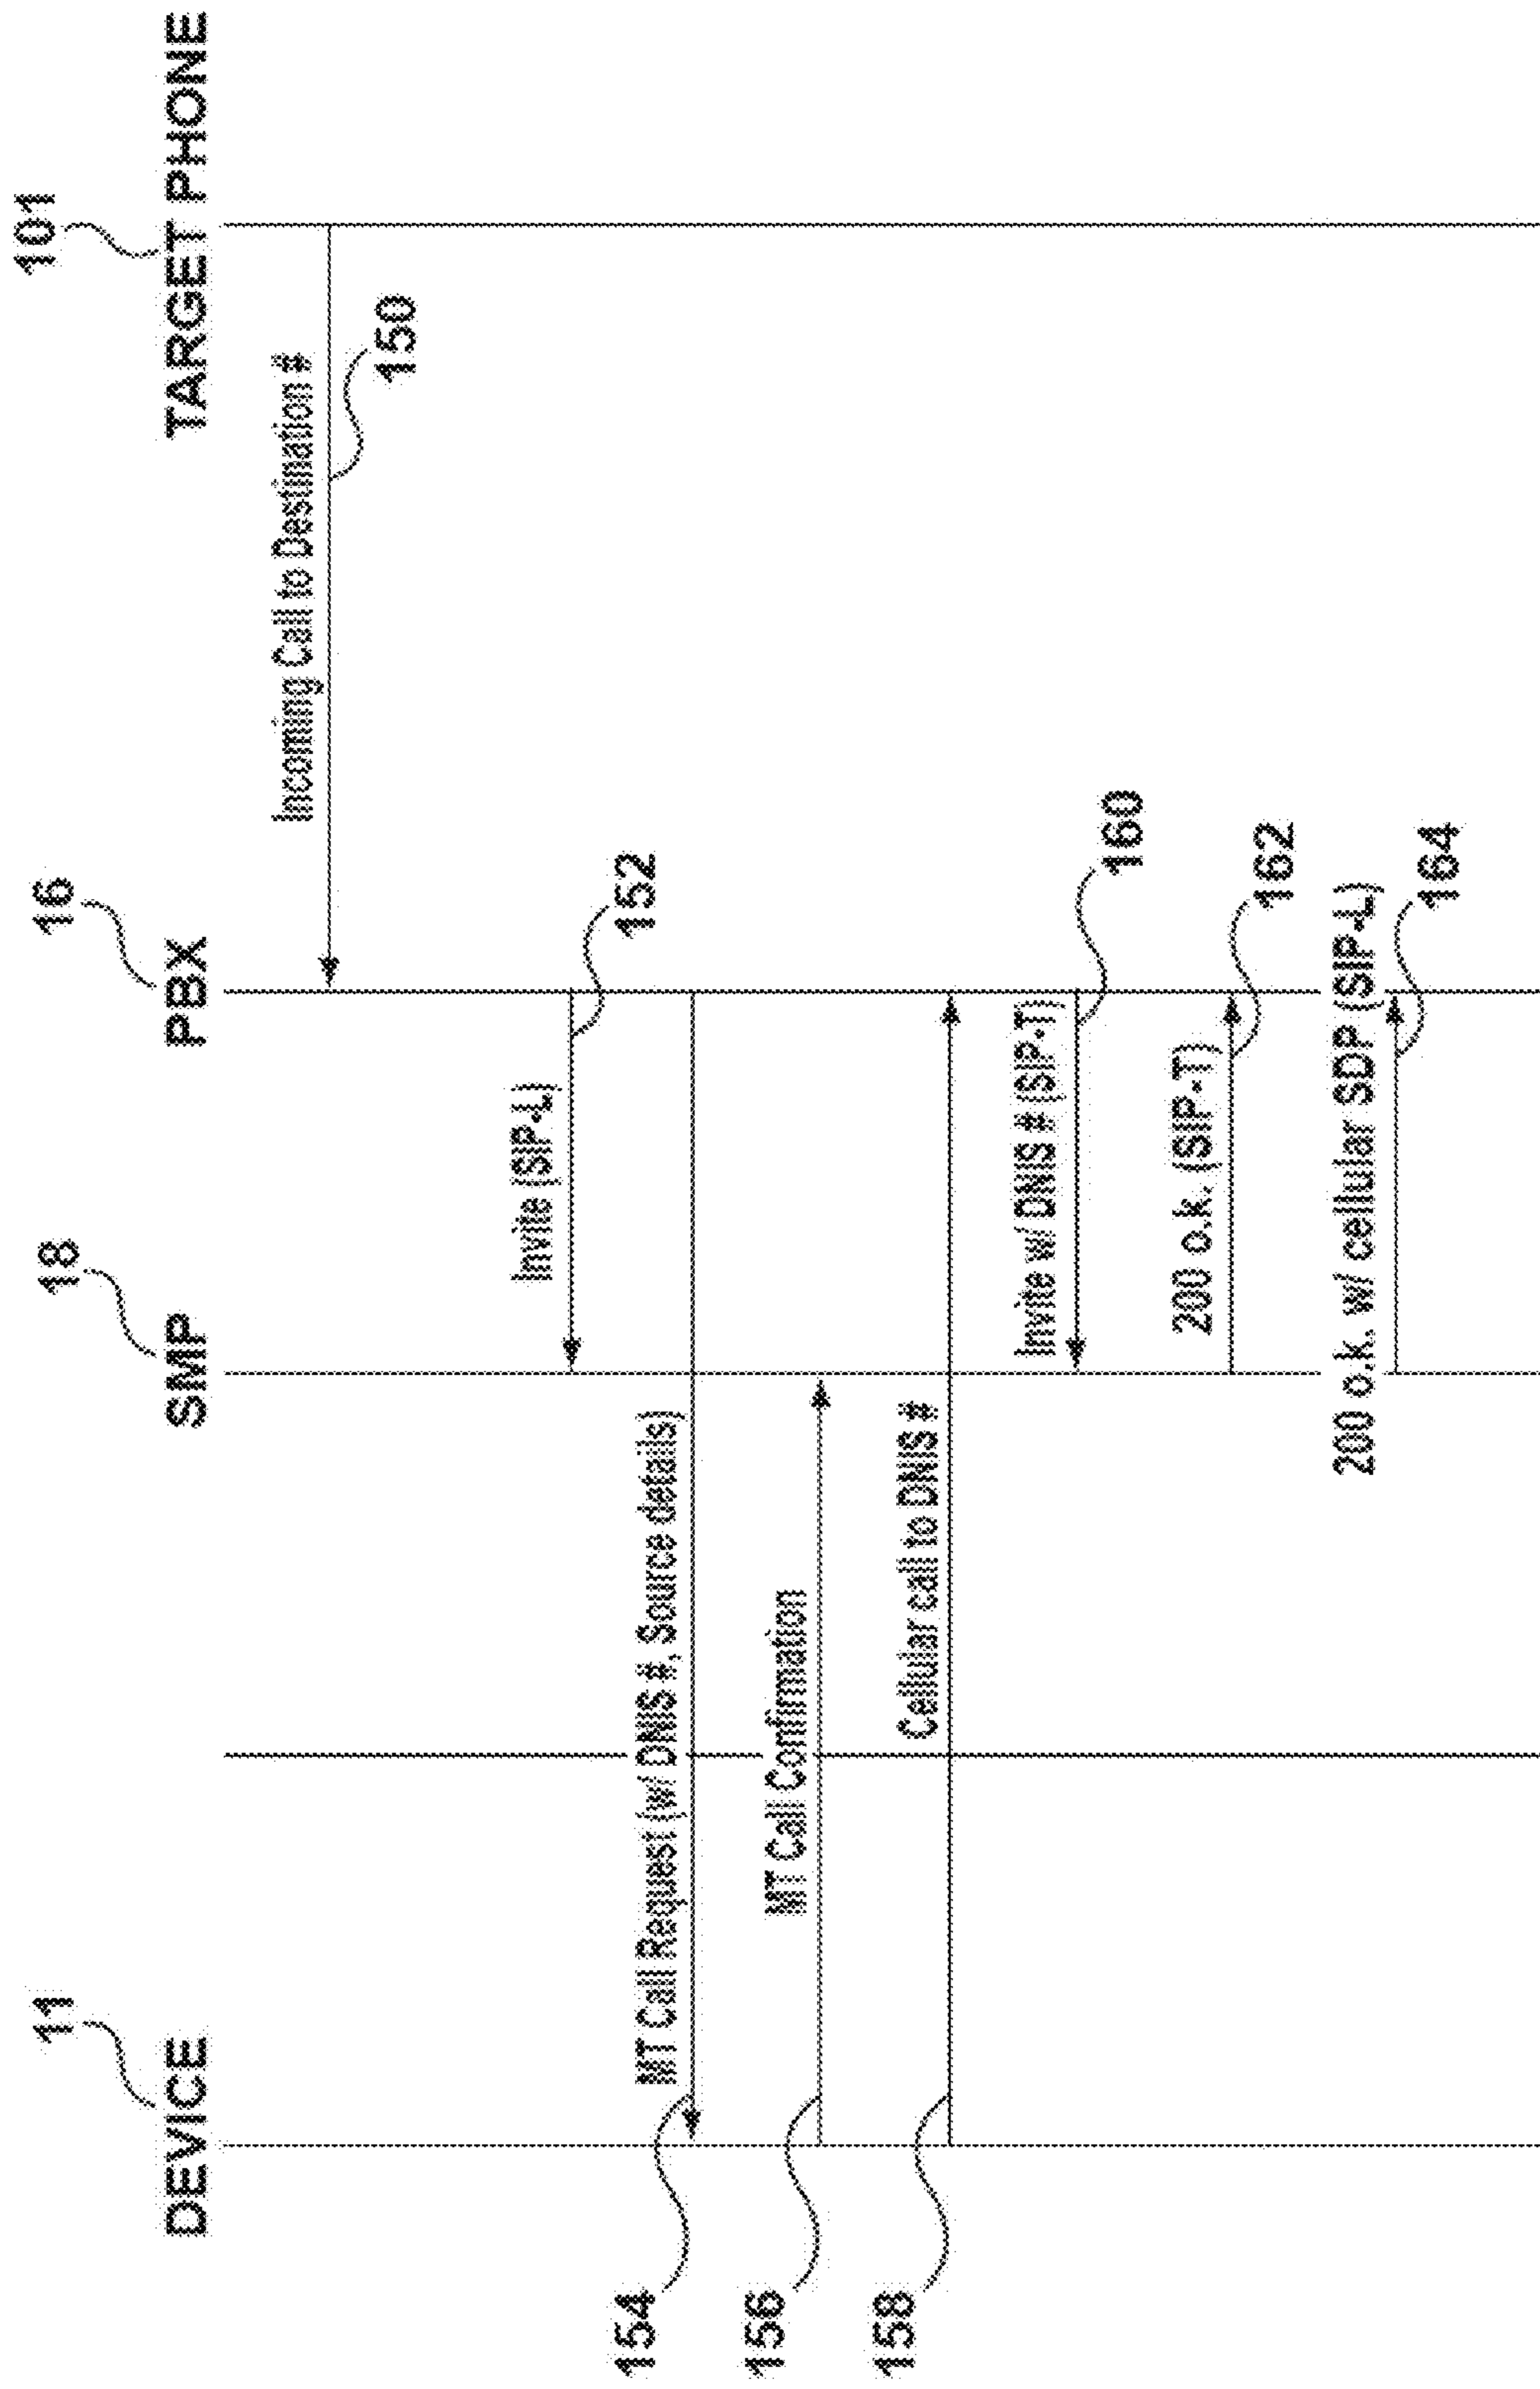 11
18
16
101
DEVICE
SMP
PBX
TARGET PHONE
Incoming Call to Destination #
150
Invite (SIP-L)
152
MT Call Request (w/ DNIS #, Source details)
154
MT Call Confirmation
156
Cellular call to DNIS #
158
Invite w/ DNIS # (SIP-T)
160
200 o.k. (SIP-T)
162
200 o.k. w/ cellular SDP (SIP-L)
164